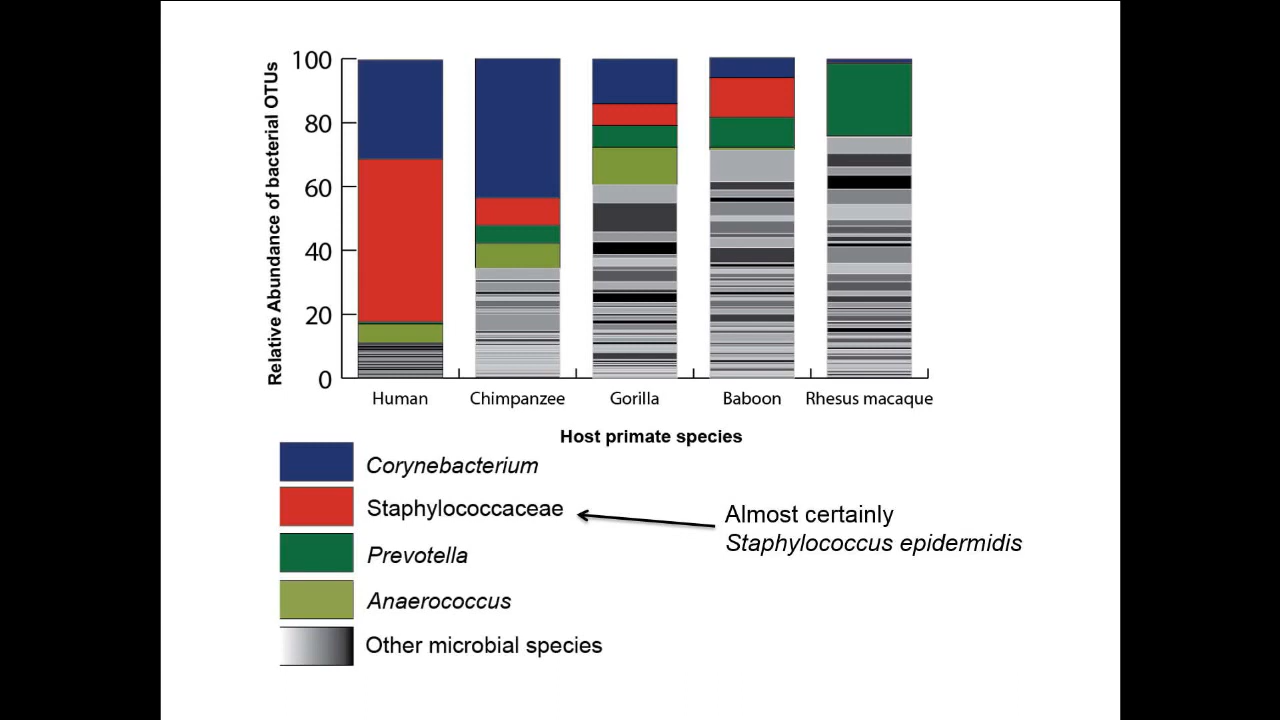 Relative Abundance of bacterial OTUs
100
80
60
40
20
0
Human Chimpanzee Gorilla Baboon Rhesus macaque
Host primate species
Corynebacterium
Staphylococcaceae
Almost certainly
Staphylococcus epidermidis
Prevotella
Anaerococcus
Other microbial species